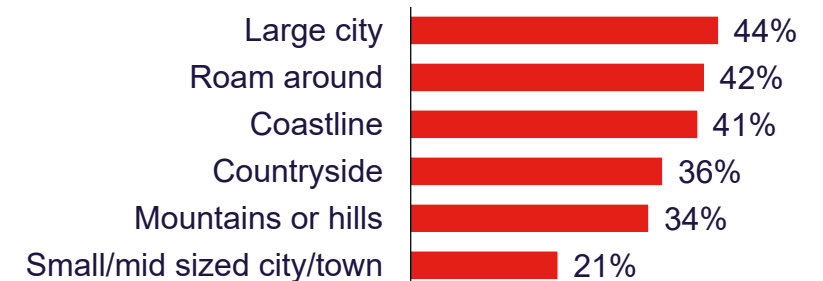 Large city 44%
Roam around 42%
Coastline 41%
Countryside 36%
Mountains or hills 34%
Small/mid sized city/town 21%